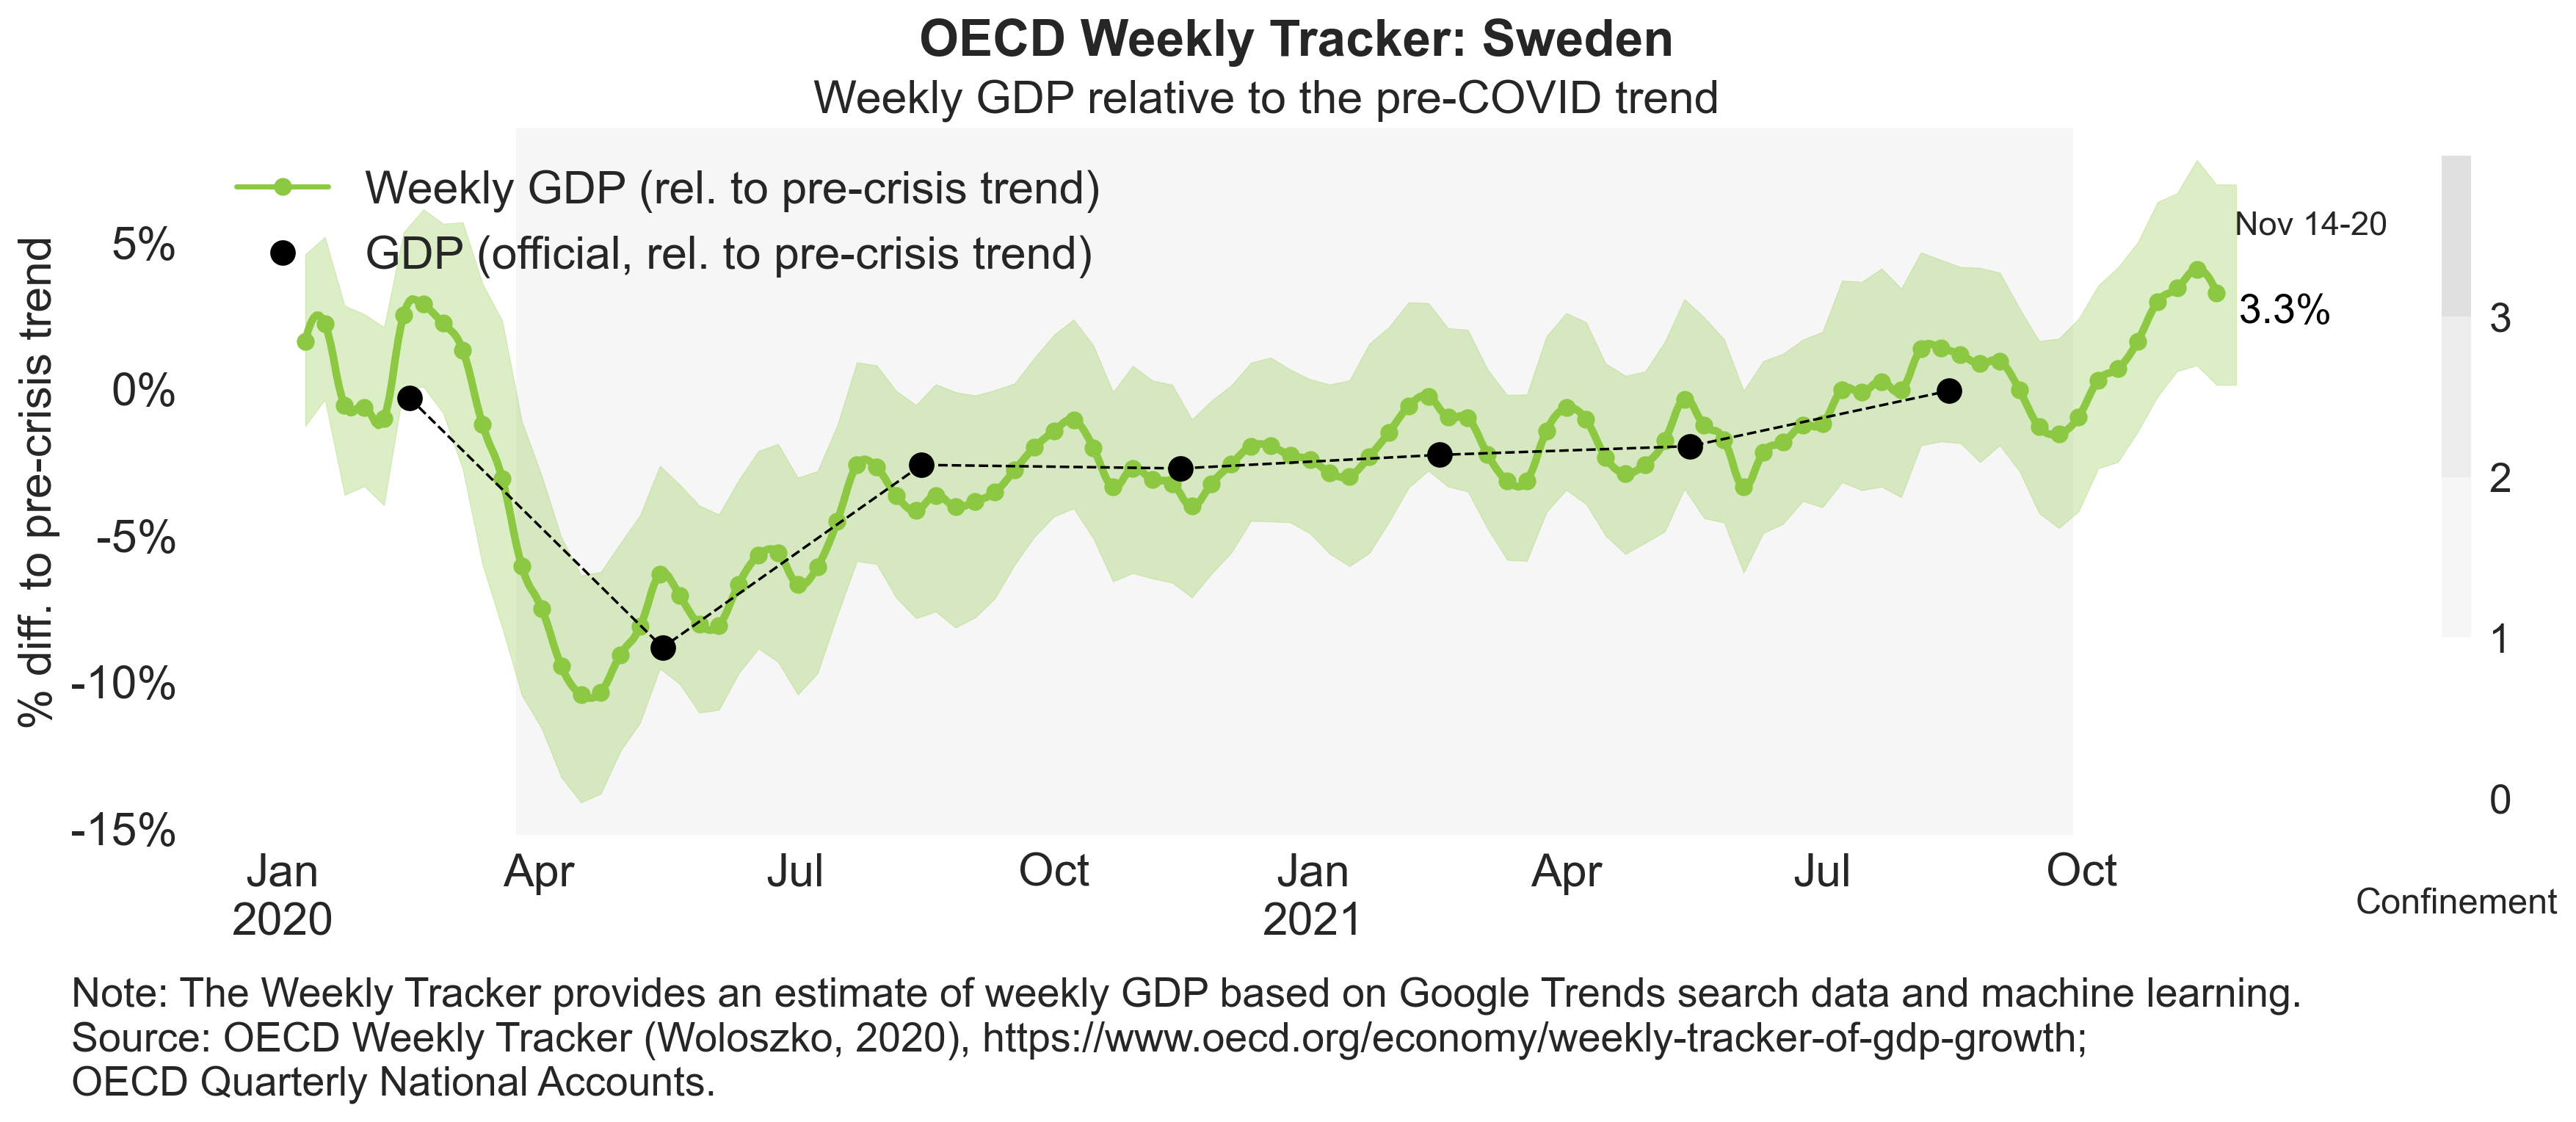 OECD Weekly Tracker: Sweden
Weekly GDP relative to the pre-COVID trend
Weekly GDP (rel. to pre-crisis trend)
GDP (official, rel. to pre-crisis trend)
% diff. to pre-crisis trend
5%
0%
-5%
-10%
-15%
Nov 14-20
3.3%
3
2
1
0
Confinement
Jan
2020
Apr
Jul
Oct
Jan
2021
Apr
Jul
Oct
Note: The Weekly Tracker provides an estimate of weekly GDP based on Google Trends search data and machine learning.
Source: OECD Weekly Tracker (Woloszko, 2020), https://www.oecd.org/economy/weekly-tracker-of-gdp-growth;
OECD Quarterly National Accounts.